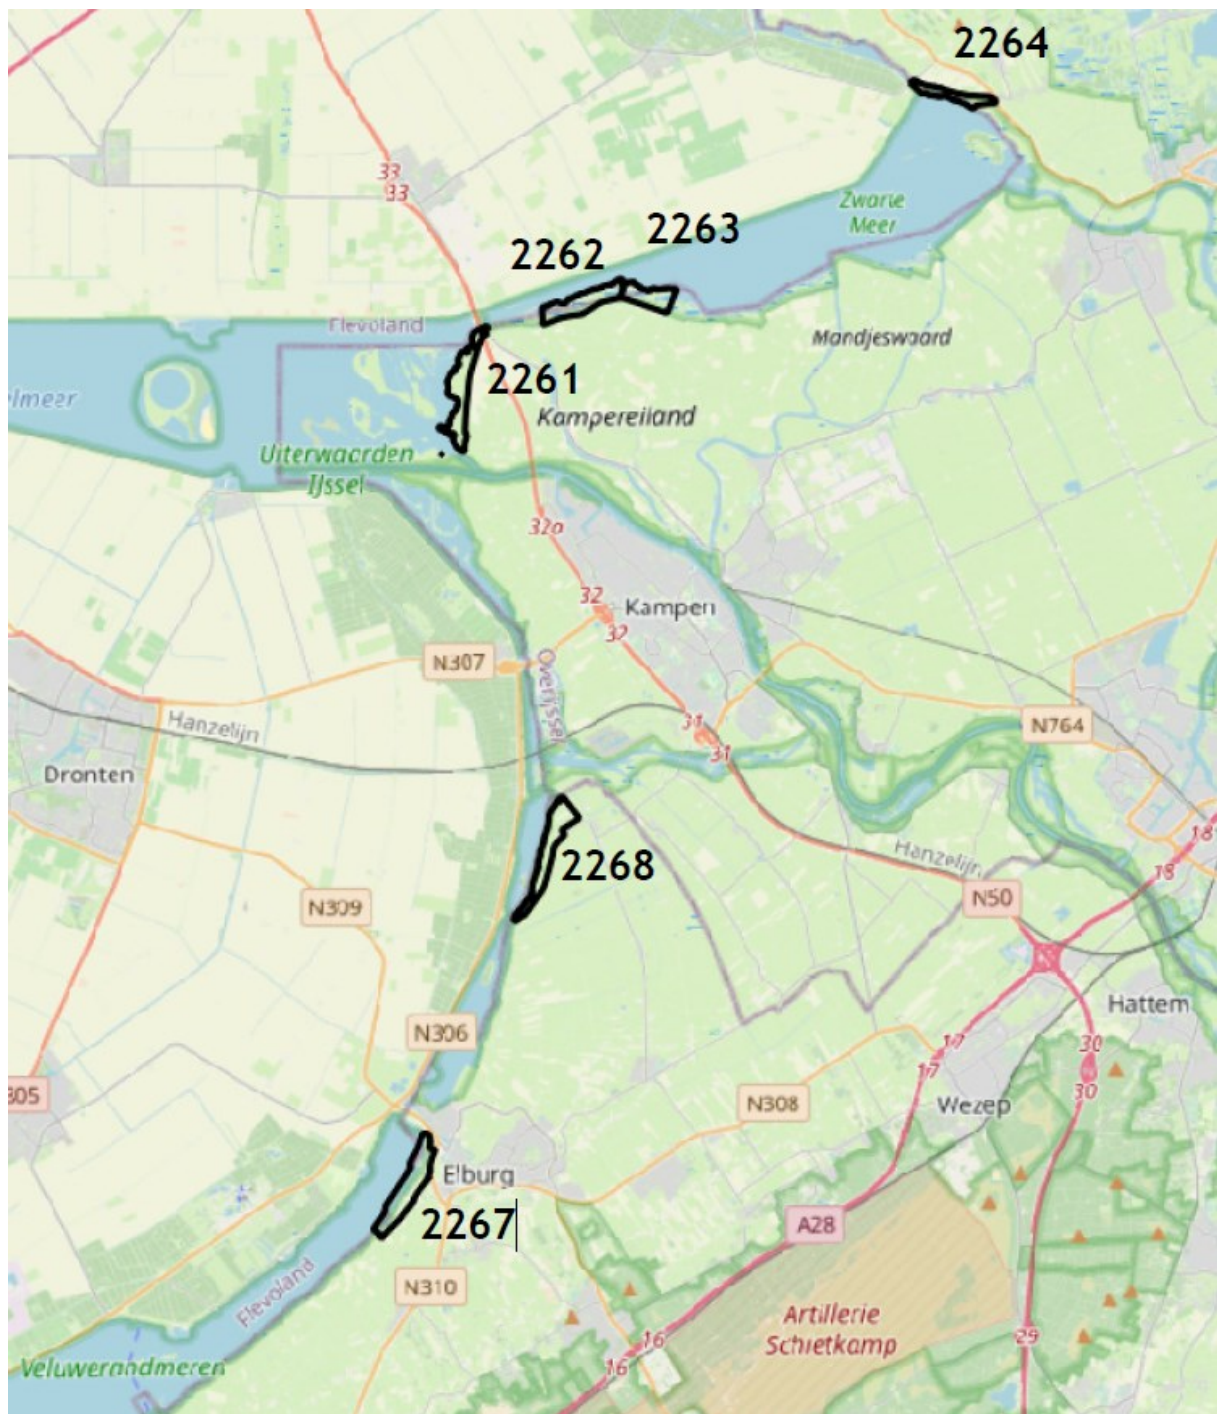 2264
33
33
Zwarte
Meer
2263
2262
Flevoland
Mandjeswaard
elmeer
2261
Kampereiland
Uiterwaarden
IJssel
32a
32
Kampen
32
N307
Overijssel
Hanzelijn
31
N764
31
Dronten
18
Hanzelijn
18
2268
N50
N309
Hattem
N306
17
30
17
305
30
N308
Wezep
Elburg
2267
A28
N310
Flevoland
Artillerie
Schietkamp
29
16
Veluwerandmeren
16